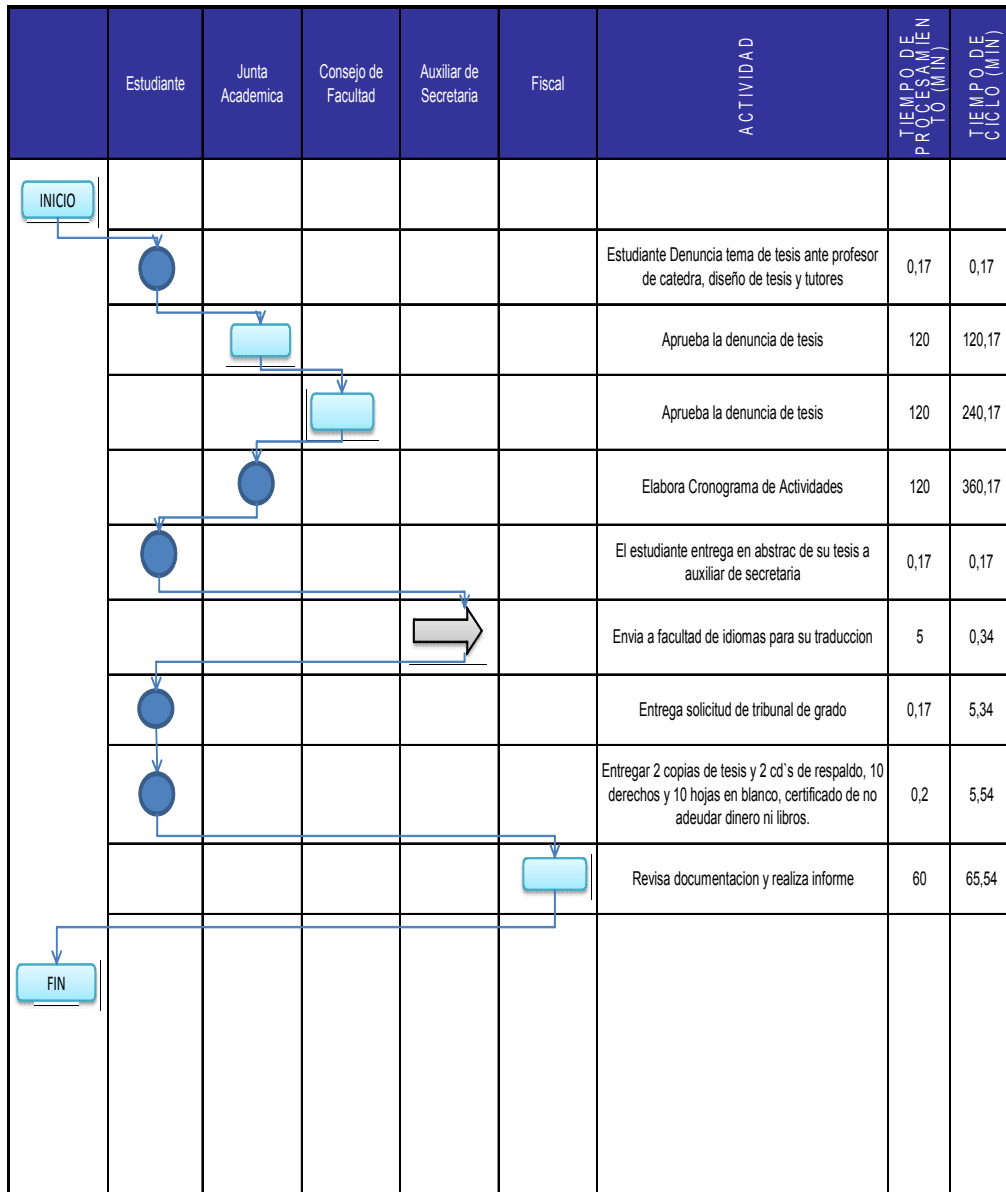 Estudiante
Junta
Academica
Consejo de
Facultad
Auxiliar de
Secretaria
Fiscal
ACTIVIDAD
TIEMPO DE
PROCESAMIEN
TO (MIN)
TIEMPO DE
CICLO (MIN)
INICIO
Estudiante Denuncia tema de tesis ante profesor
de catedra, diseño de tesis y tutores
0,17
0,17
Aprueba la denuncia de tesis
120
120,17
Aprueba la denuncia de tesis
120
240,17
Elabora Cronograma de Actividades
120
360,17
El estudiante entrega en abstrac de su tesis a
auxiliar de secretaria
0,17
0,17
Envia a facultad de idiomas para su traduccion
5
0,34
Entrega solicitud de tribunal de grado
0,17
5,34
Entregar 2 copias de tesis y 2 cd`s de respaldo, 10
derechos y 10 hojas en blanco, certificado de no
adeudar dinero ni libros.
0,2
5,54
Revisa documentacion y realiza informe
60
65,54
FIN